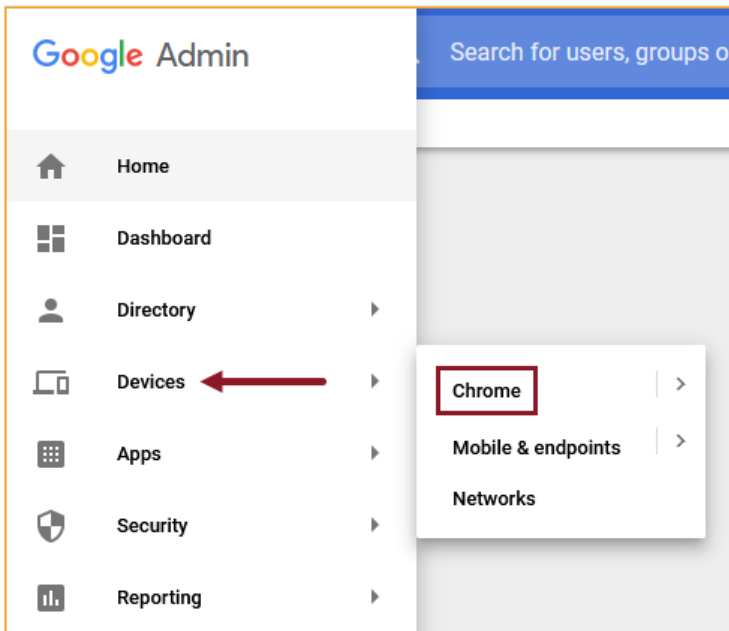 Google Admin
Search for users, groups o
Home
Dashboard
Directory
Devices
Chrome
Mobile & endpoints
Networks
Apps
Security
Reporting